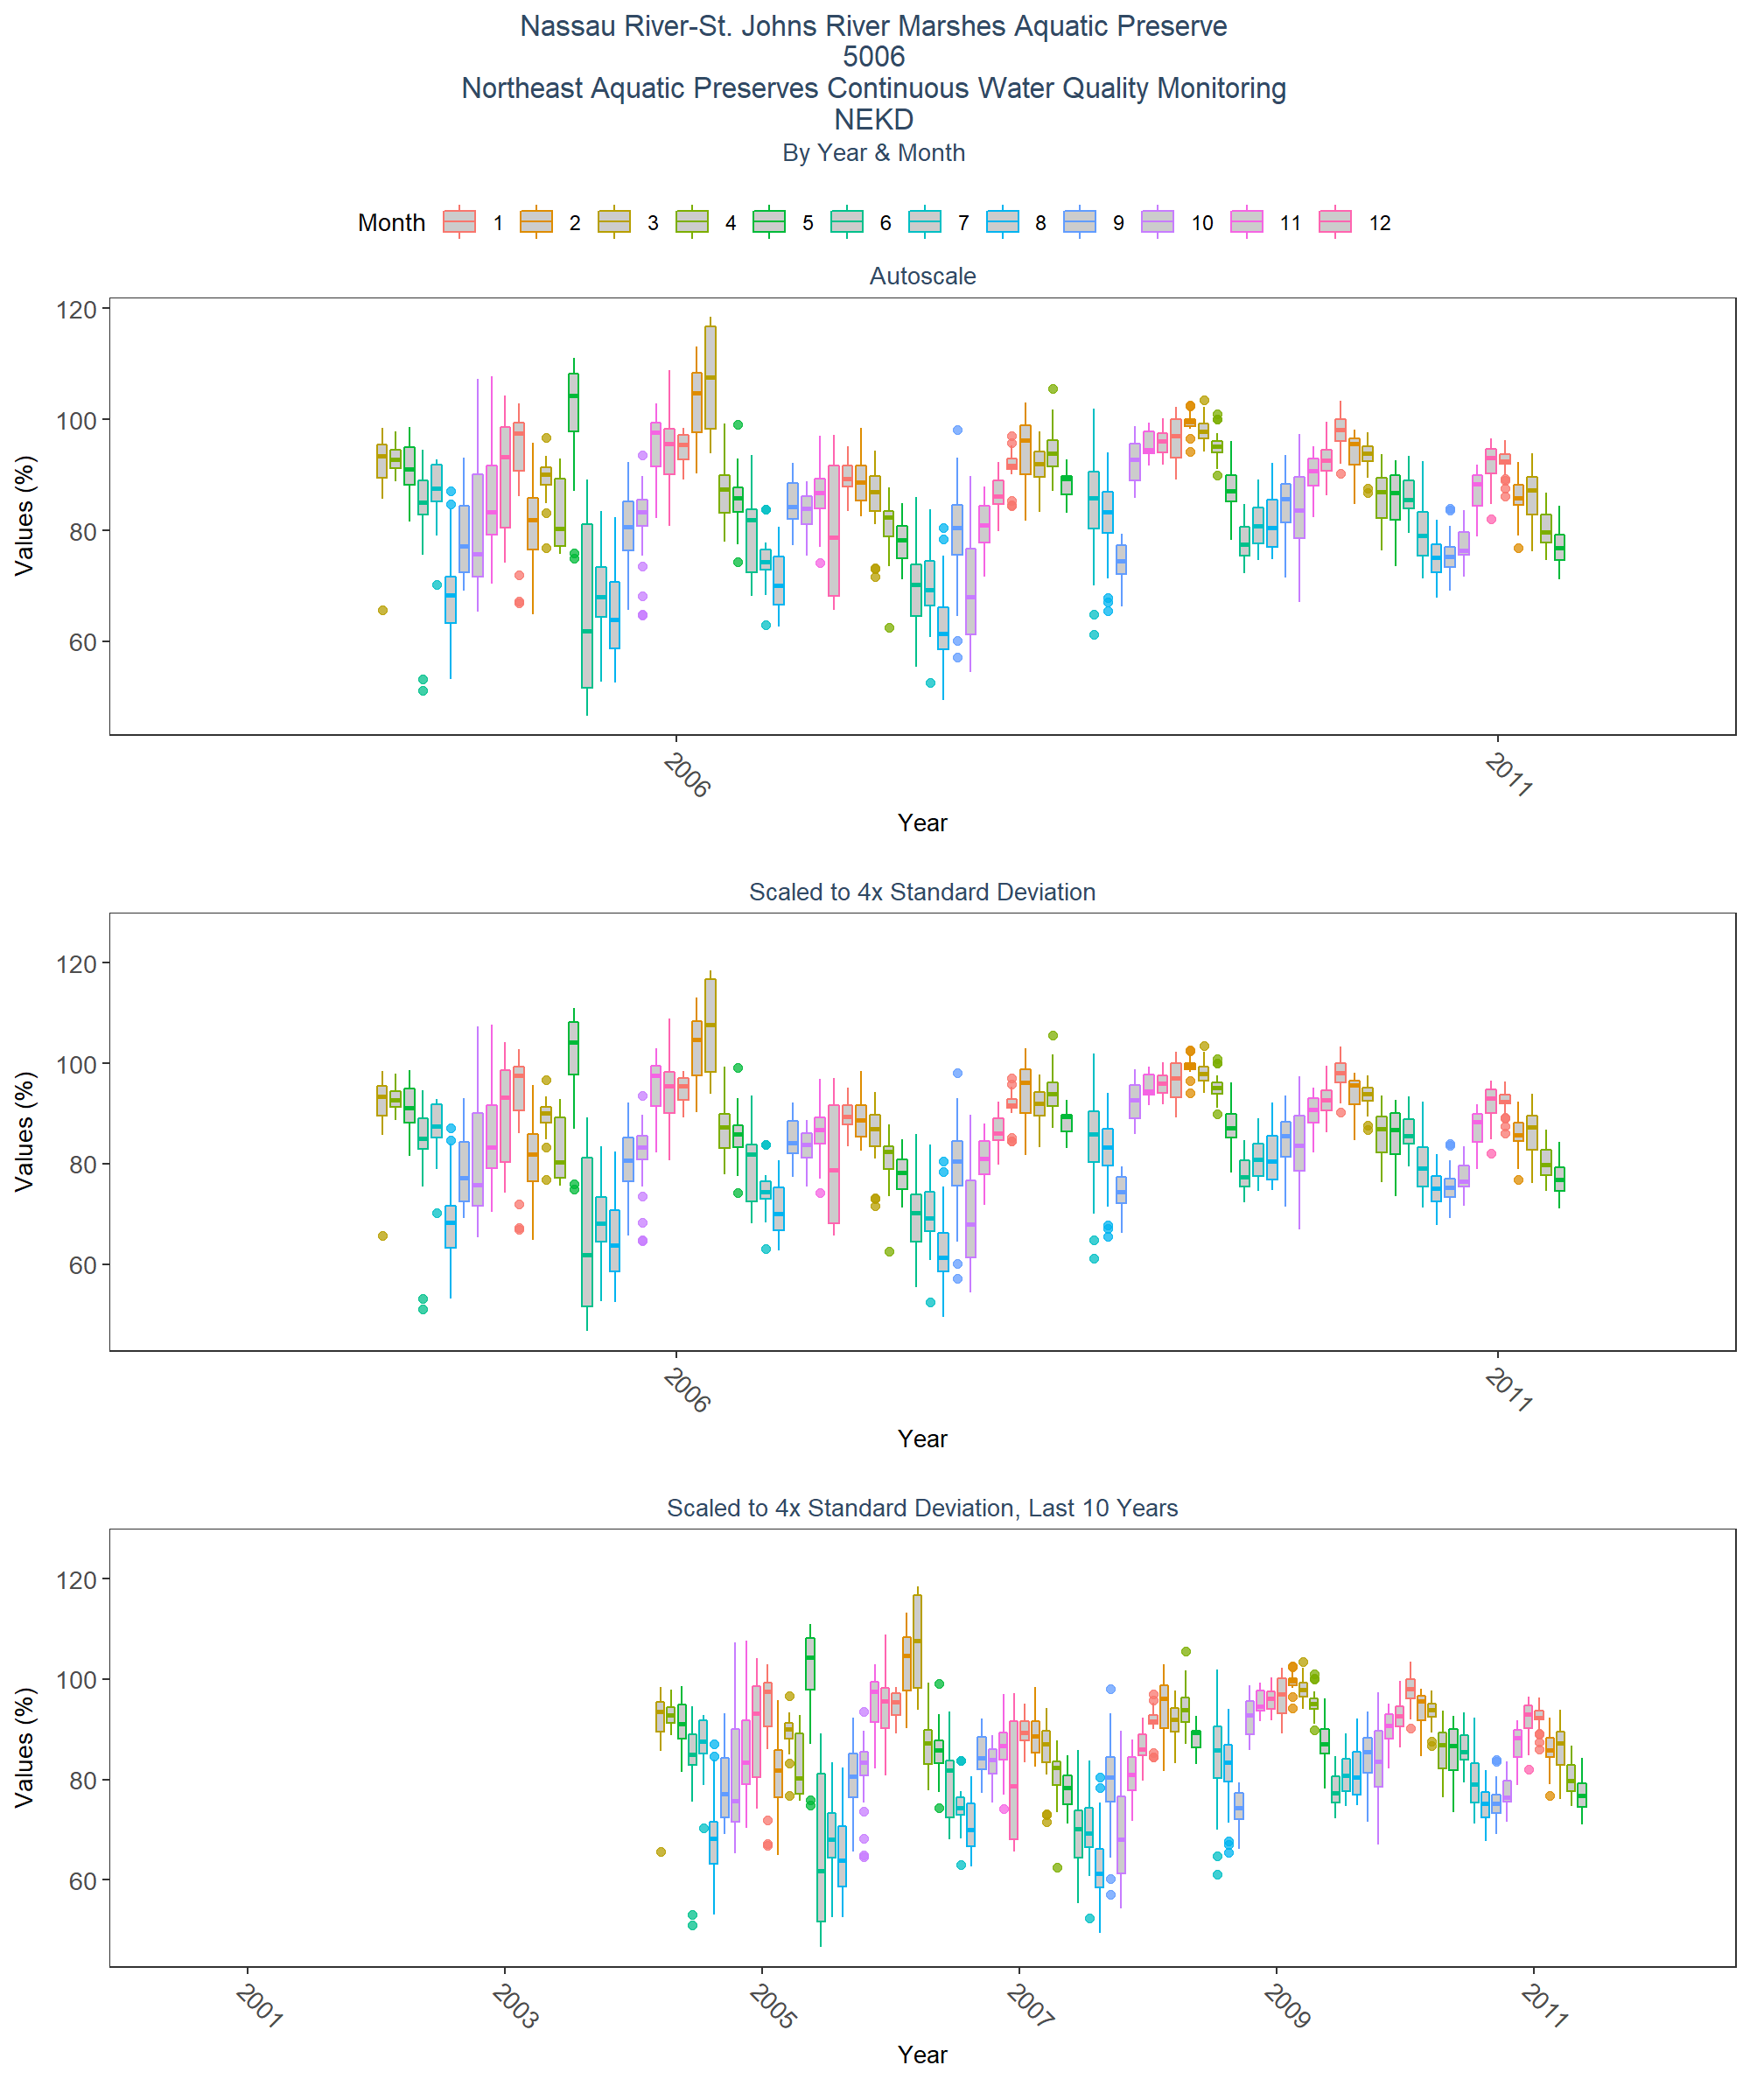 Nassau River-St. Johns River Marshes Aquatic Preserve
5006
Northeast Aquatic Preserves Continuous Water Quality Monitoring
NEKD
By Year & Month
Month 1 2 3 4 5 6 7 8 9 10 11 12
Autoscale
Values (%)
120
100
80
60
2006 2011
Year
Scaled to 4x Standard Deviation
Values (%)
120
100
80
60
2006 2011
Year
Scaled to 4x Standard Deviation, Last 10 Years
Values (%)
120
100
80
60
2001 2003 2005 2007 2009 2011
Year